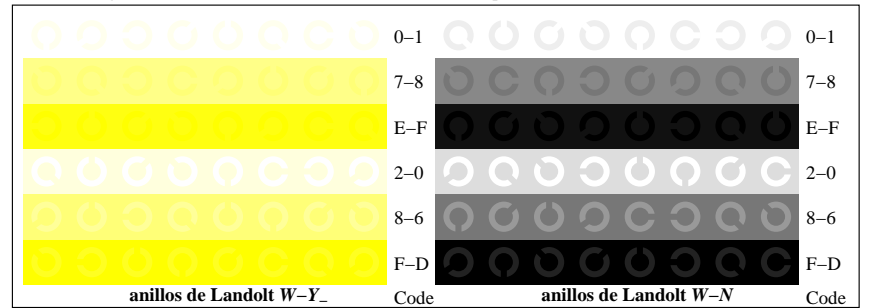 0–1 0–1
7–8 7–8
E–F E–F
2–0 2–0
8–6 8–6
F–D F–D
anillos de Landolt W–Y_ Code anillos de Landolt W–N Code